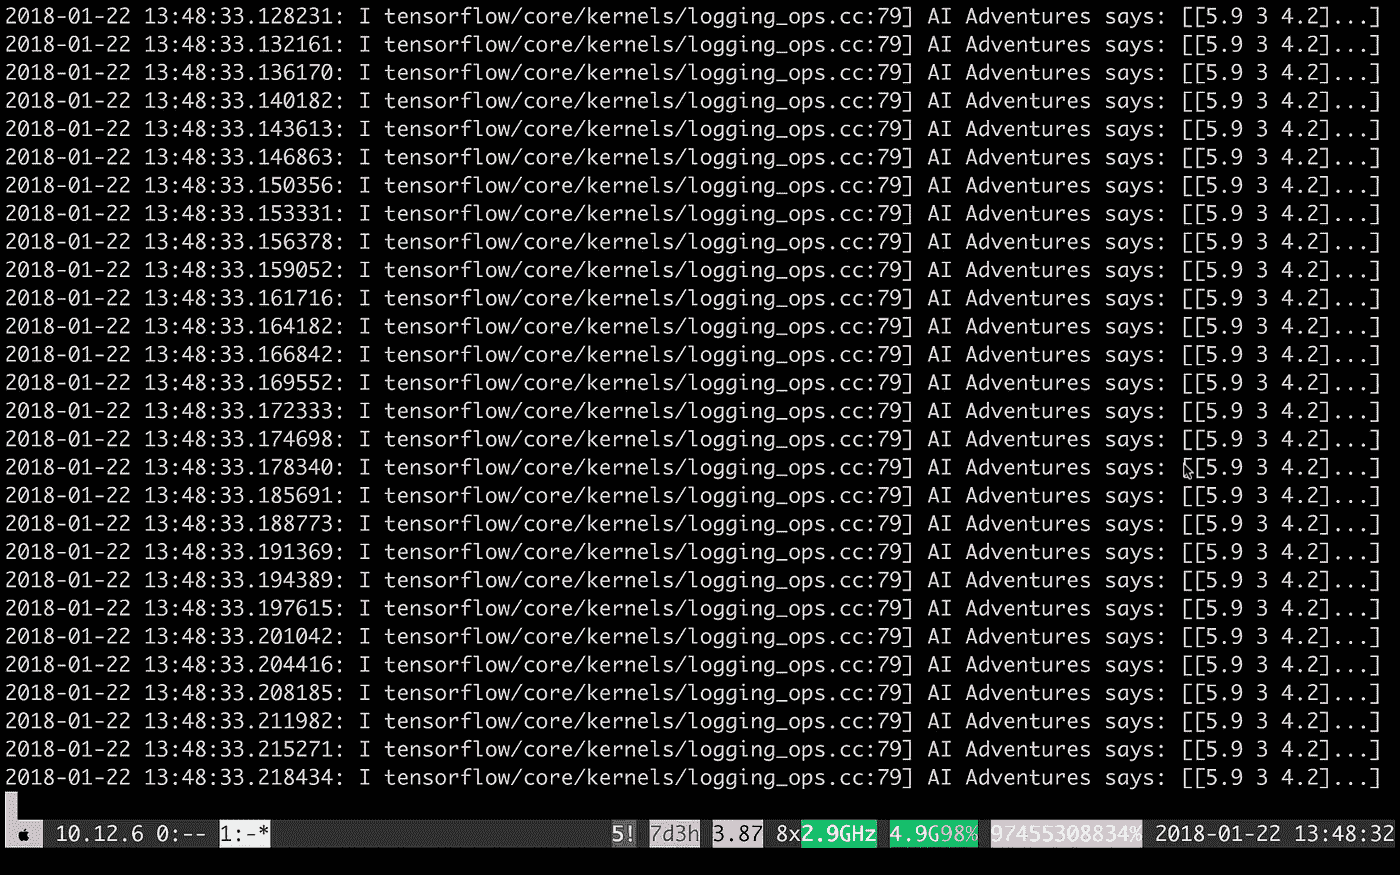 2018-01-22 13:48:33.128231: I tensorflow/core/kernels/logging_ops.cc:79] AI Adventures says: [[5.9 3 4.2]...]
2018-01-22 13:48:33.132161: I tensorflow/core/kernels/logging_ops.cc:79] AI Adventures says: [[5.9 3 4.2]...]
2018-01-22 13:48:33.136170: I tensorflow/core/kernels/logging_ops.cc:79] AI Adventures says: [[5.9 3 4.2]...]
2018-01-22 13:48:33.140182: I tensorflow/core/kernels/logging_ops.cc:79] AI Adventures says: [[5.9 3 4.2]...]
2018-01-22 13:48:33.143613: I tensorflow/core/kernels/logging_ops.cc:79] AI Adventures says: [[5.9 3 4.2]...]
2018-01-22 13:48:33.146863: I tensorflow/core/kernels/logging_ops.cc:79] AI Adventures says: [[5.9 3 4.2]...]
2018-01-22 13:48:33.150356: I tensorflow/core/kernels/logging_ops.cc:79] AI Adventures says: [[5.9 3 4.2]...]
2018-01-22 13:48:33.153331: I tensorflow/core/kernels/logging_ops.cc:79] AI Adventures says: [[5.9 3 4.2]...]
2018-01-22 13:48:33.156378: I tensorflow/core/kernels/logging_ops.cc:79] AI Adventures says: [[5.9 3 4.2]...]
2018-01-22 13:48:33.159052: I tensorflow/core/kernels/logging_ops.cc:79] AI Adventures says: [[5.9 3 4.2]...]
2018-01-22 13:48:33.161716: I tensorflow/core/kernels/logging_ops.cc:79] AI Adventures says: [[5.9 3 4.2]...]
2018-01-22 13:48:33.164182: I tensorflow/core/kernels/logging_ops.cc:79] AI Adventures says: [[5.9 3 4.2]...]
2018-01-22 13:48:33.166842: I tensorflow/core/kernels/logging_ops.cc:79] AI Adventures says: [[5.9 3 4.2]...]
2018-01-22 13:48:33.169552: I tensorflow/core/kernels/logging_ops.cc:79] AI Adventures says: [[5.9 3 4.2]...]
2018-01-22 13:48:33.172333: I tensorflow/core/kernels/logging_ops.cc:79] AI Adventures says: [[5.9 3 4.2]...]
2018-01-22 13:48:33.174698: I tensorflow/core/kernels/logging_ops.cc:79] AI Adventures says: [[5.9 3 4.2]...]
2018-01-22 13:48:33.178340: I tensorflow/core/kernels/logging_ops.cc:79] AI Adventures says: [[5.9 3 4.2]...]
2018-01-22 13:48:33.185691: I tensorflow/core/kernels/logging_ops.cc:79] AI Adventures says: [[5.9 3 4.2]...]
2018-01-22 13:48:33.188773: I tensorflow/core/kernels/logging_ops.cc:79] AI Adventures says: [[5.9 3 4.2]...]
2018-01-22 13:48:33.191369: I tensorflow/core/kernels/logging_ops.cc:79] AI Adventures says: [[5.9 3 4.2]...]
2018-01-22 13:48:33.194389: I tensorflow/core/kernels/logging_ops.cc:79] AI Adventures says: [[5.9 3 4.2]...]
2018-01-22 13:48:33.197615: I tensorflow/core/kernels/logging_ops.cc:79] AI Adventures says: [[5.9 3 4.2]...]
2018-01-22 13:48:33.201042: I tensorflow/core/kernels/logging_ops.cc:79] AI Adventures says: [[5.9 3 4.2]...]
2018-01-22 13:48:33.204416: I tensorflow/core/kernels/logging_ops.cc:79] AI Adventures says: [[5.9 3 4.2]...]
2018-01-22 13:48:33.208185: I tensorflow/core/kernels/logging_ops.cc:79] AI Adventures says: [[5.9 3 4.2]...]
2018-01-22 13:48:33.211982: I tensorflow/core/kernels/logging_ops.cc:79] AI Adventures says: [[5.9 3 4.2]...]
2018-01-22 13:48:33.215271: I tensorflow/core/kernels/logging_ops.cc:79] AI Adventures says: [[5.9 3 4.2]...]
2018-01-22 13:48:33.218434: I tensorflow/core/kernels/logging_ops.cc:79] AI Adventures says: [[5.9 3 4.2]...]
10.12.6 0:-- 1:-* 5! 7d3h 3.87 8x2.9GHz 4.9G98% 97455308834% 2018-01-22 13:48:32